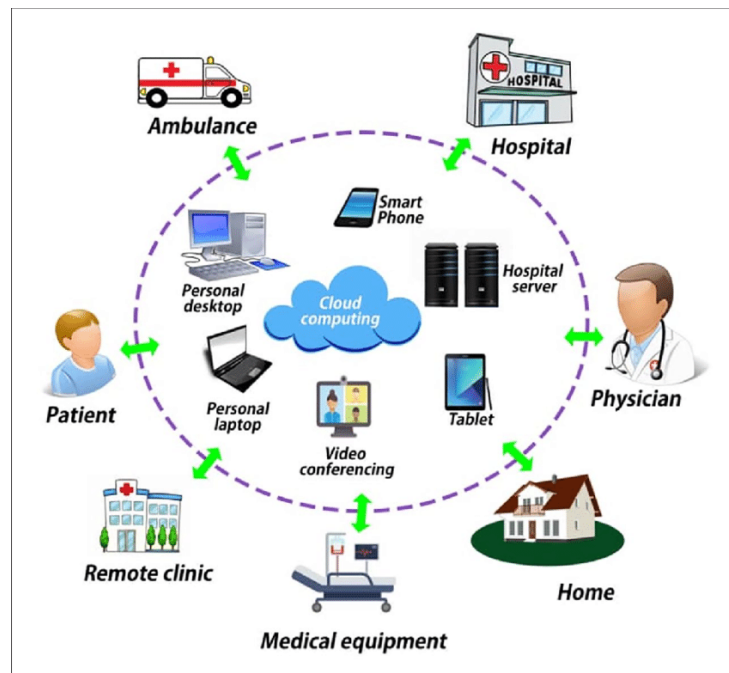 HOSPITAL
Ambulance
Hospital
Smart
Phone
Personal
desktop
Cloud
computing
Hospital
server
Patient
Personal
laptop
Video
conferencing
Tablet
Physician
Remote clinic
Medical equipment
Home